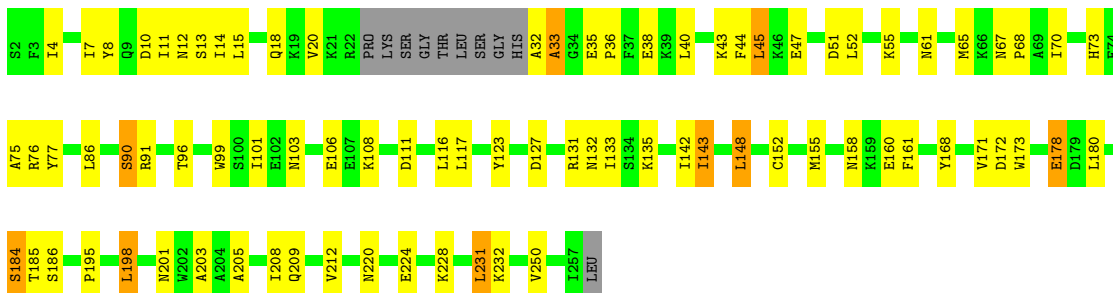 S2 F3 I4 I7 Y8 Q9 D10 I11 N12 S13 I14 L15 Q18 K19 V20 K21 R22 PRO LYS SER GLY THR LEU SER GLY HIS A32 A33 G34 E35 P36 F37 E38 K39 L40 K43 F44 L45 K46 E47 D51 L52 K55 N61 M65 K66 N67 P68 A69 I70 H73 E74
A75 R76 Y77 L86 S90 R91 T96 W99 S100 I101 E102 N103 E106 E107 K108 D111 L116 L117 Y123 D127 R131 N132 I133 S134 K135 I142 I143 L148 C152 M155 N158 K159 E160 F161 Y168 V171 D172 W173 E178 D179 L180
S184 T185 S186 P195 L198 N201 W202 A203 A204 A205 I208 Q209 V212 N220 E224 K228 L231 K232 V250 I257 LEU